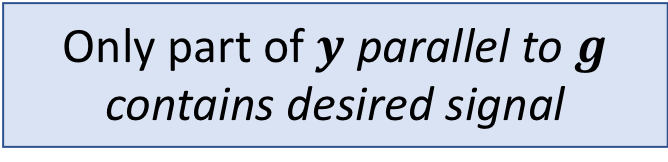 Only part of y parallel to g
contains desired signal